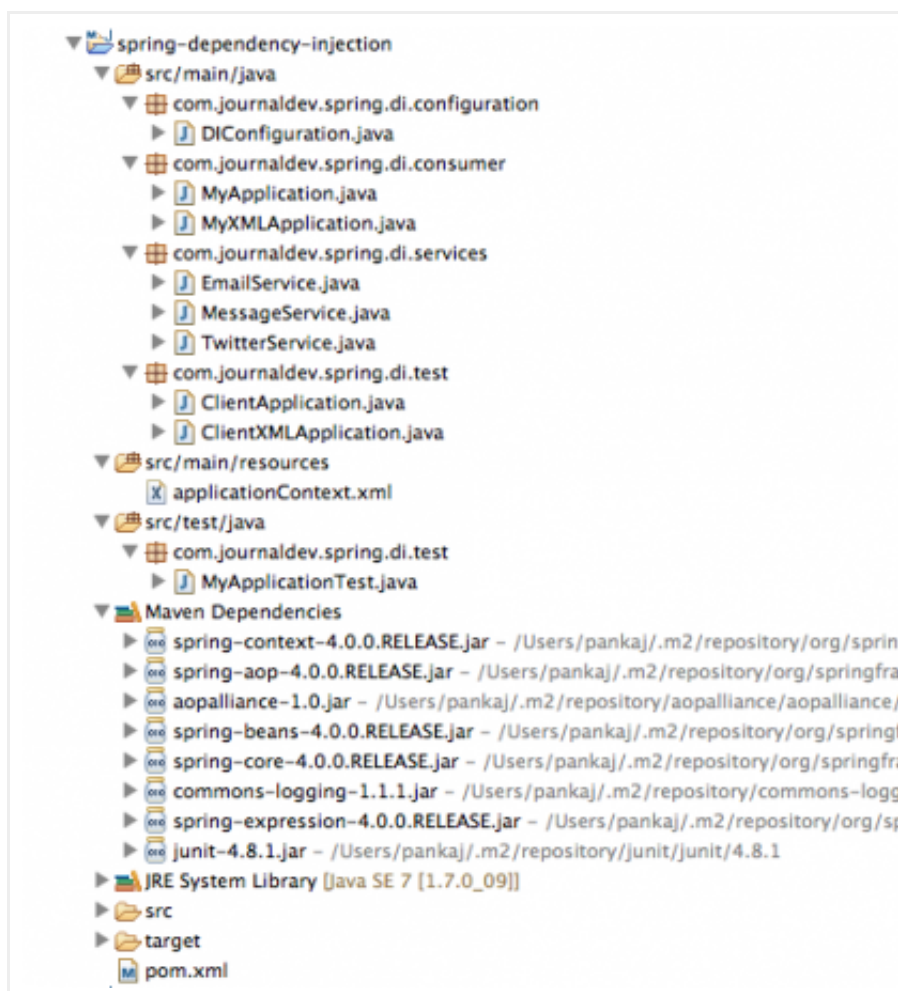 spring-dependency-injection
src/main/java
com.journaldev.spring.di.configuration
DIConfiguration.java
com.journaldev.spring.di.consumer
MyApplication.java
MyXMLApplication.java
com.journaldev.spring.di.services
EmailService.java
MessageService.java
TwitterService.java
com.journaldev.spring.di.test
ClientApplication.java
ClientXMLApplication.java
src/main/resources
applicationContext.xml
src/test/java
com.journaldev.spring.di.test
MyApplicationTest.java
Maven Dependencies
spring-context-4.0.0.RELEASE.jar - /Users/pankaj/.m2/repository/org/sprin
spring-aop-4.0.0.RELEASE.jar - /Users/pankaj/.m2/repository/org/springfra
aopalliance-1.0.jar - /Users/pankaj/.m2/repository/aopalliance/aopalliance/
spring-beans-4.0.0.RELEASE.jar - /Users/pankaj/.m2/repository/org/spring
spring-core-4.0.0.RELEASE.jar - /Users/pankaj/.m2/repository/org/springfra
commons-logging-1.1.1.jar - /Users/pankaj/.m2/repository/commons-logg
spring-expression-4.0.0.RELEASE.jar - /Users/pankaj/.m2/repository/org/sp
junit-4.8.1.jar - /Users/pankaj/.m2/repository/junit/junit/4.8.1
JRE System Library [Java SE 7 [1.7.0_09]]
src
target
pom.xml